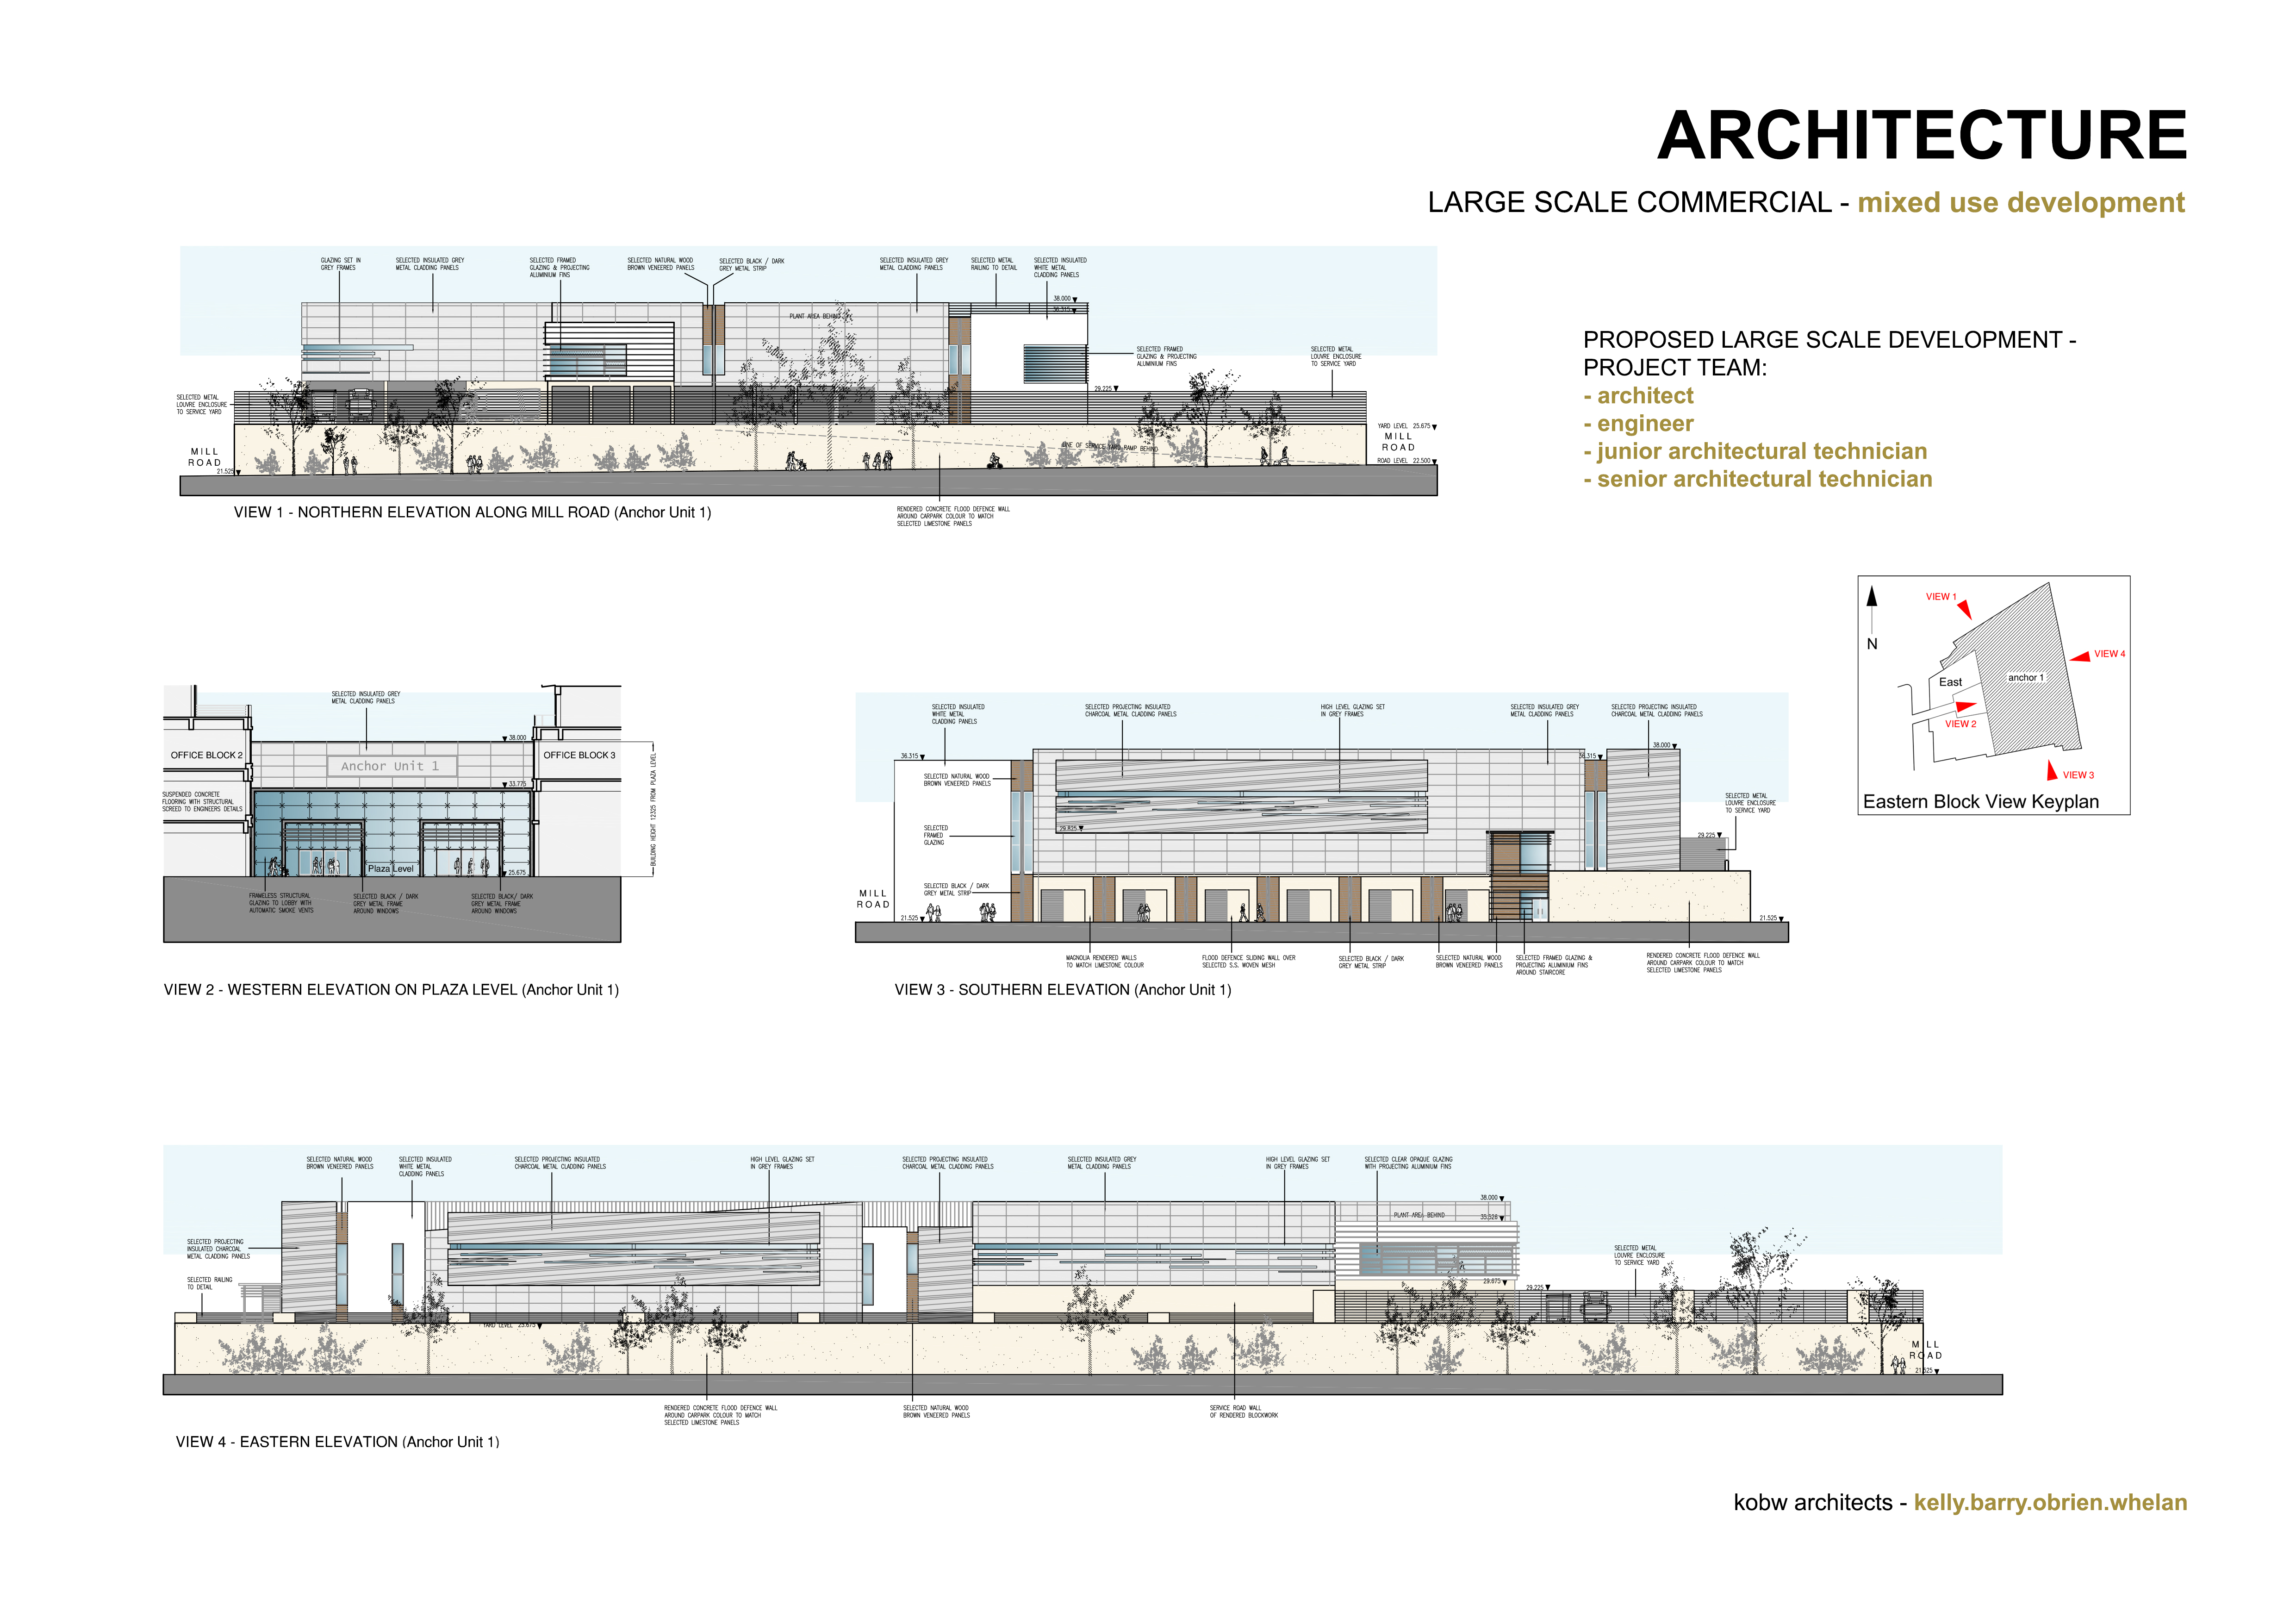 ARCHITECTURE
LARGE SCALE COMMERCIAL - mixed use development
GLAZING SET IN
GREY FRAMES
SELECTED INSULATED GREY
METAL CLADDING PANELS
SELECTED FRAMED
GLAZING & PROJECTING
ALUMINIUM FINS
SELECTED NATURAL WOOD
BROWN VENEERED PANELS
SELECTED BLACK / DARK
GREY METAL STRIP
SELECTED INSULATED GREY
METAL CLADDING PANELS
SELECTED METAL
RAILING TO DETAIL
SELECTED INSULATED
WHITE METAL
CLADDING PANELS
38.000
36.315
PLANT AREA BEHIND
SELECTED FRAMED
GLAZING & PROJECTING
ALUMINIUM FINS
SELECTED METAL
LOUVRE ENCLOSURE
TO SERVICE YARD
29.225
SELECTED METAL
LOUVRE ENCLOSURE
TO SERVICE YARD
YARD LEVEL 25.675
MILL
ROAD
ROAD LEVEL 22.500
MILL
ROAD
21.525
LINE OF SERVICE YARD RAMP BEHIND
VIEW 1 - NORTHERN ELEVATION ALONG MILL ROAD (Anchor Unit 1)
RENDERED CONCRETE FLOOD DEFENCE WALL
AROUND CARPARK COLOUR TO MATCH
SELECTED LIMESTONE PANELS
PROPOSED LARGE SCALE DEVELOPMENT -
PROJECT TEAM:
- architect
- engineer
- junior architectural technician
- senior architectural technician
VIEW 1
N
VIEW 4
East
anchor 1
VIEW 2
VIEW 3
Eastern Block View Keyplan
SELECTED INSULATED GREY
METAL CLADDING PANELS
38.000
OFFICE BLOCK 2
Anchor Unit 1
OFFICE BLOCK 3
33.775
SUSPENDED CONCRETE
FLOORING WITH STRUCTURAL
SCREED TO ENGINEERS DETAILS
BUILDING HEIGHT 12325 FROM PLAZA LEVEL
Plaza Level
25.675
FRAMELESS STRUCTURAL
GLAZING TO LOBBY WITH
AUTOMATIC SMOKE VENTS
SELECTED BLACK / DARK
GREY METAL FRAME
AROUND WINDOWS
SELECTED BLACK/ DARK
GREY METAL FRAME
AROUND WINDOWS
VIEW 2 - WESTERN ELEVATION ON PLAZA LEVEL (Anchor Unit 1)
SELECTED INSULATED
WHITE METAL
CLADDING PANELS
SELECTED PROJECTING INSULATED
CHARCOAL METAL CLADDING PANELS
HIGH LEVEL GLAZING SET
IN GREY FRAMES
SELECTED INSULATED GREY
METAL CLADDING PANELS
SELECTED PROJECTING INSULATED
CHARCOAL METAL CLADDING PANELS
36.315
36.315
38.000
SELECTED NATURAL WOOD
BROWN VENEERED PANELS
SELECTED METAL
LOUVRE ENCLOSURE
TO SERVICE YARD
SELECTED
FRAMED
GLAZING
29.825
29.225
SELECTED BLACK / DARK
GREY METAL STRIP
MILL
ROAD
21.525
21.525
MAGNOLIA RENDERED WALLS
TO MATCH LIMESTONE COLOUR
FLOOD DEFENCE SLIDING WALL OVER
SELECTED S.S. WOVEN MESH
SELECTED BLACK / DARK
GREY METAL STRIP
SELECTED NATURAL WOOD
BROWN VENEERED PANELS
SELECTED FRAMED GLAZING &
PROJECTING ALUMINIUM FINS
AROUND STAIRCORE
RENDERED CONCRETE FLOOD DEFENCE WALL
AROUND CARPARK COLOUR TO MATCH
SELECTED LIMESTONE PANELS
VIEW 3 - SOUTHERN ELEVATION (Anchor Unit 1)
SELECTED NATURAL WOOD
BROWN VENEERED PANELS
SELECTED INSULATED
WHITE METAL
CLADDING PANELS
SELECTED PROJECTING INSULATED
CHARCOAL METAL CLADDING PANELS
HIGH LEVEL GLAZING SET
IN GREY FRAMES
SELECTED PROJECTING INSULATED
CHARCOAL METAL CLADDING PANELS
SELECTED INSULATED GREY
METAL CLADDING PANELS
HIGH LEVEL GLAZING SET
IN GREY FRAMES
SELECTED CLEAR OPAQUE GLAZING
WITH PROJECTING ALUMINIUM FINS
38.000
PLANT AREA BEHIND
35.528
SELECTED PROJECTING
INSULATED CHARCOAL
METAL CLADDING PANELS
SELECTED RAILING
TO DETAIL
SELECTED METAL
LOUVRE ENCLOSURE
TO SERVICE YARD
29.675
29.225
YARD LEVEL 25.675
MILL
ROAD
21.525
RENDERED CONCRETE FLOOD DEFENCE WALL
AROUND CARPARK COLOUR TO MATCH
SELECTED LIMESTONE PANELS
SELECTED NATURAL WOOD
BROWN VENEERED PANELS
SERVICE ROAD WALL
OF RENDERED BLOCKWORK
VIEW 4 - EASTERN ELEVATION (Anchor Unit 1)
kobw architects - kelly.barry.obrien.whelan